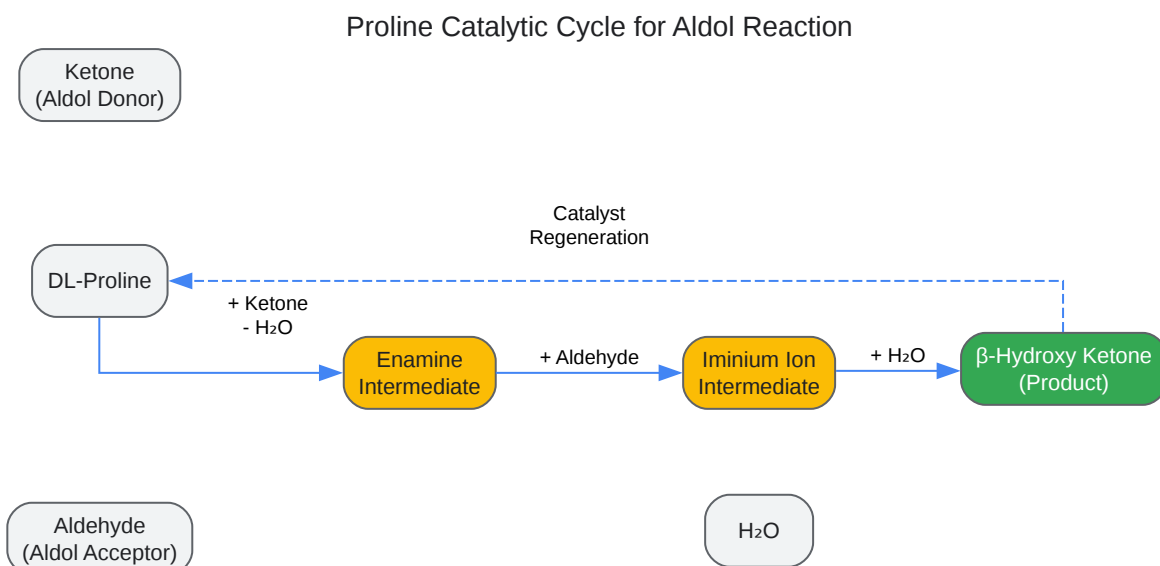 Proline Catalytic Cycle for Aldol Reaction
Ketone
(Aldol Donor)
Catalyst
Regeneration
DL-Proline
+ Ketone
- H₂O
Enamine
Intermediate
+ Aldehyde
Iminium Ion
Intermediate
+ H₂O
β-Hydroxy Ketone
(Product)
Aldehyde
(Aldol Acceptor)
H₂O